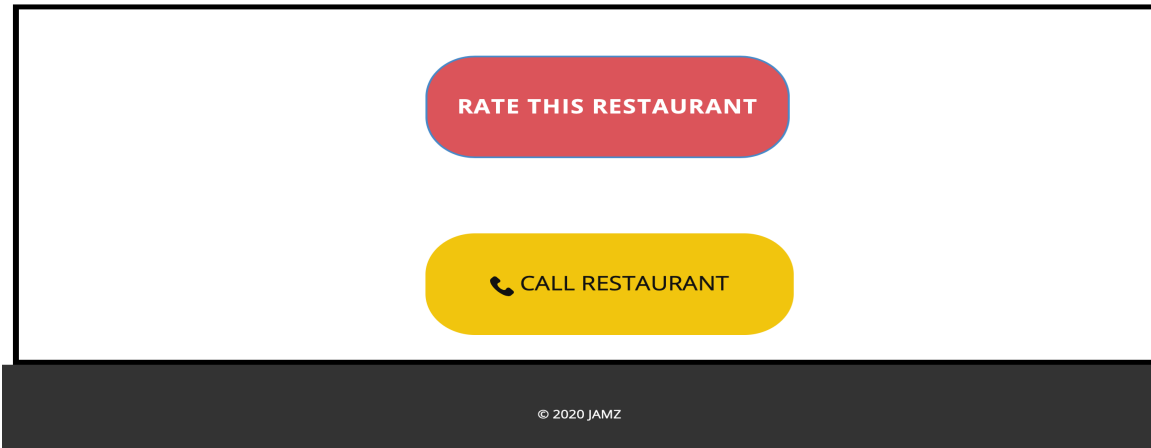 RATE THIS RESTAURANT
CALL RESTAURANT
© 2020 JAMZ